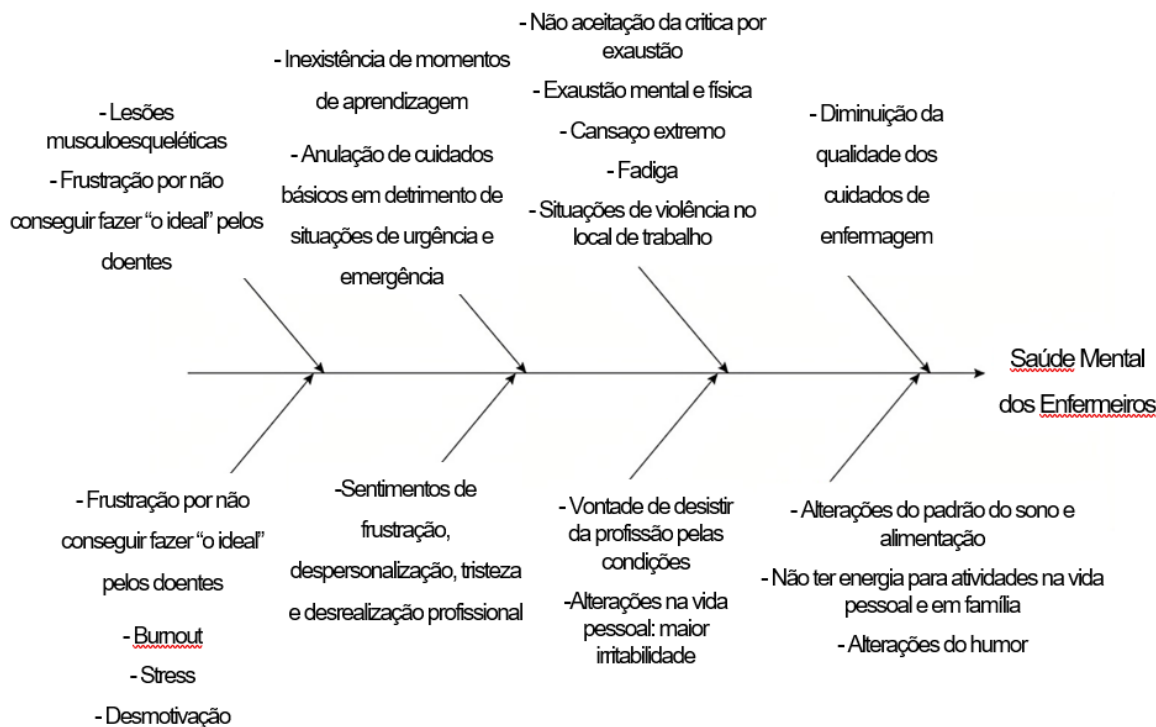 - Lesões
musculoesqueléticas
- Frustração por não
conseguir fazer “o ideal” pelos
doentes
- Inexistência de momentos
de aprendizagem
- Anulação de cuidados
básicos em detrimento de
situações de urgência e
emergência
- Não aceitação da critica por
exaustão
- Exaustão mental e física
- Cansaço extremo
- Fadiga
- Situações de violência no
local de trabalho
- Diminuição da
qualidade dos
cuidados de
enfermagem
Saúde Mental
dos Enfermeiros
- Frustração por não
conseguir fazer “o ideal”
pelos doentes
- Burnout
- Stress
- Desmotivação
-Sentimentos de
frustração,
despersonalização, tristeza
e desrealização profissional
- Vontade de desistir
da profissão pelas
condições
-Alterações na vida
pessoal: maior
irritabilidade
- Alterações do padrão do sono e
alimentação
- Não ter energia para atividades na vida
pessoal e em família
- Alterações do humor